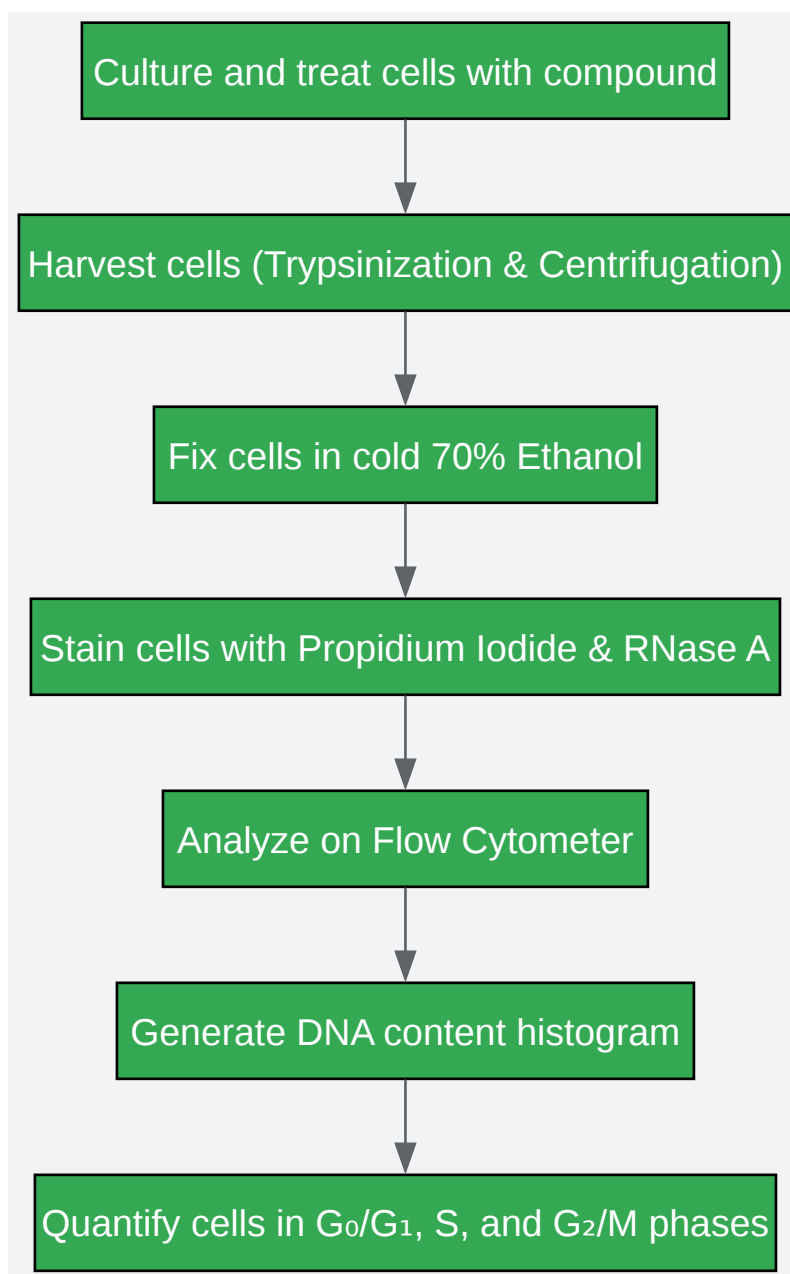 Culture and treat cells with compound
Harvest cells (Trypsinization & Centrifugation)
Fix cells in cold 70% Ethanol
Stain cells with Propidium Iodide & RNase A
Analyze on Flow Cytometer
Generate DNA content histogram
Quantify cells in G₀/G₁, S, and G₂/M phases